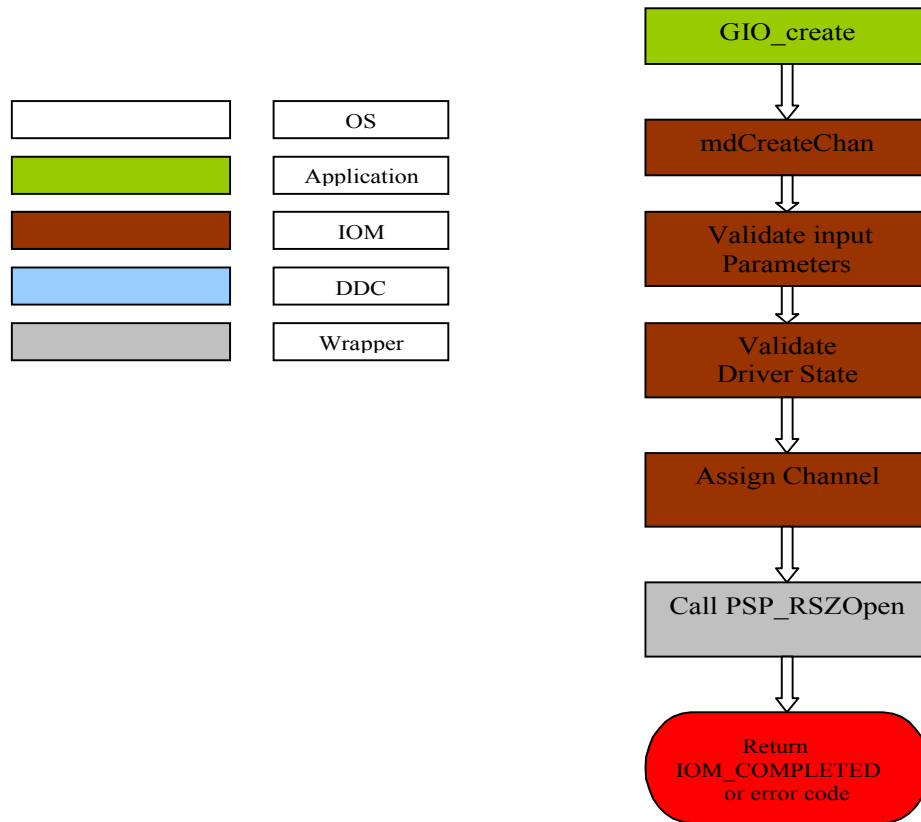 GIO_create
OS
mdCreateChan
Application
IOM
Validate input
Parameters
DDC
Wrapper
Validate
Driver State
Assign Channel
Call PSP_RSZOpen
Return
IOM_COMPLETED
or error code